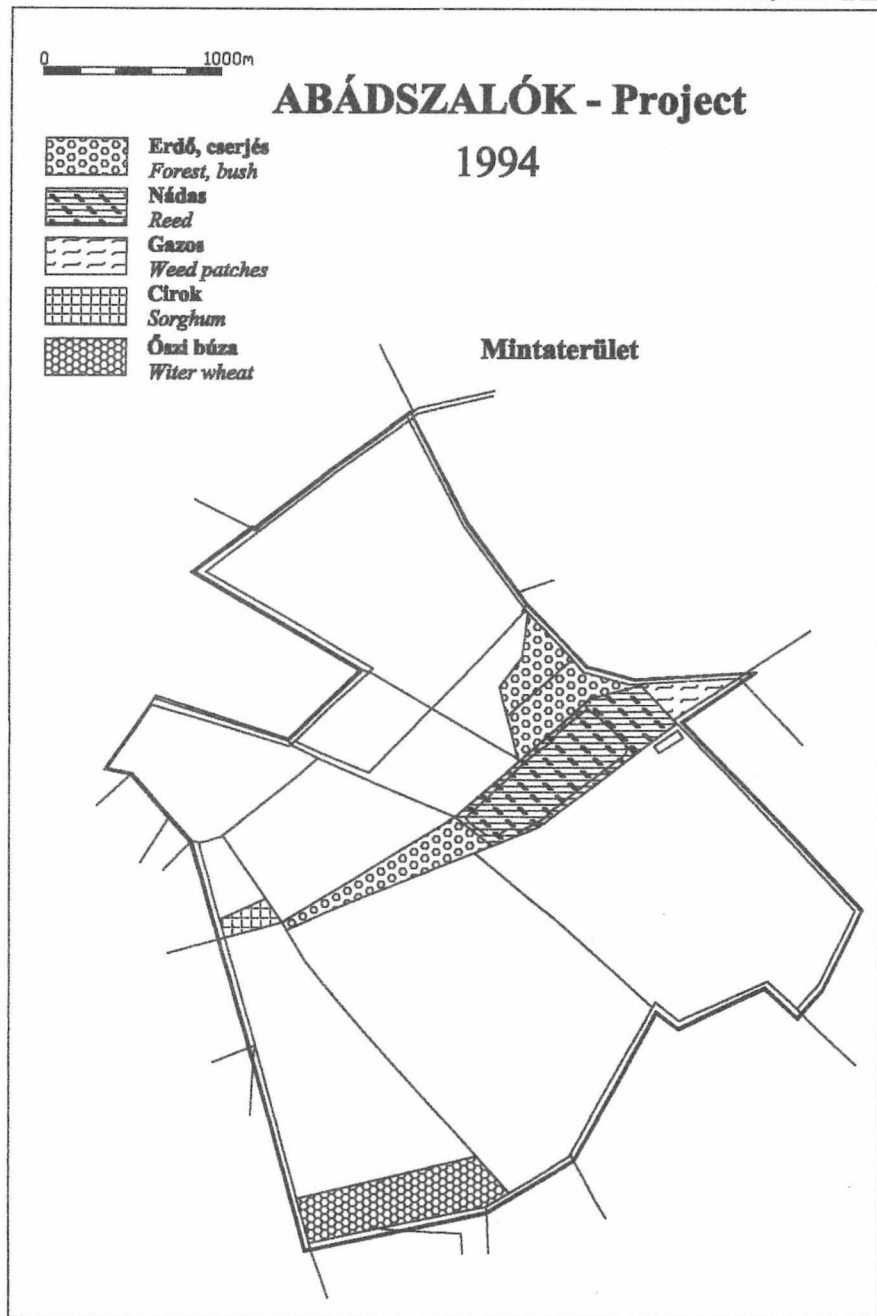 0 1000m
ABÁDSZALÓK - Project
1994
Erdő, cserjés
Forest, bush
Nádas
Reed
Gazos
Weed patches
Cirok
Sorghum
Őszi búza
Witer wheat
Mintaterület